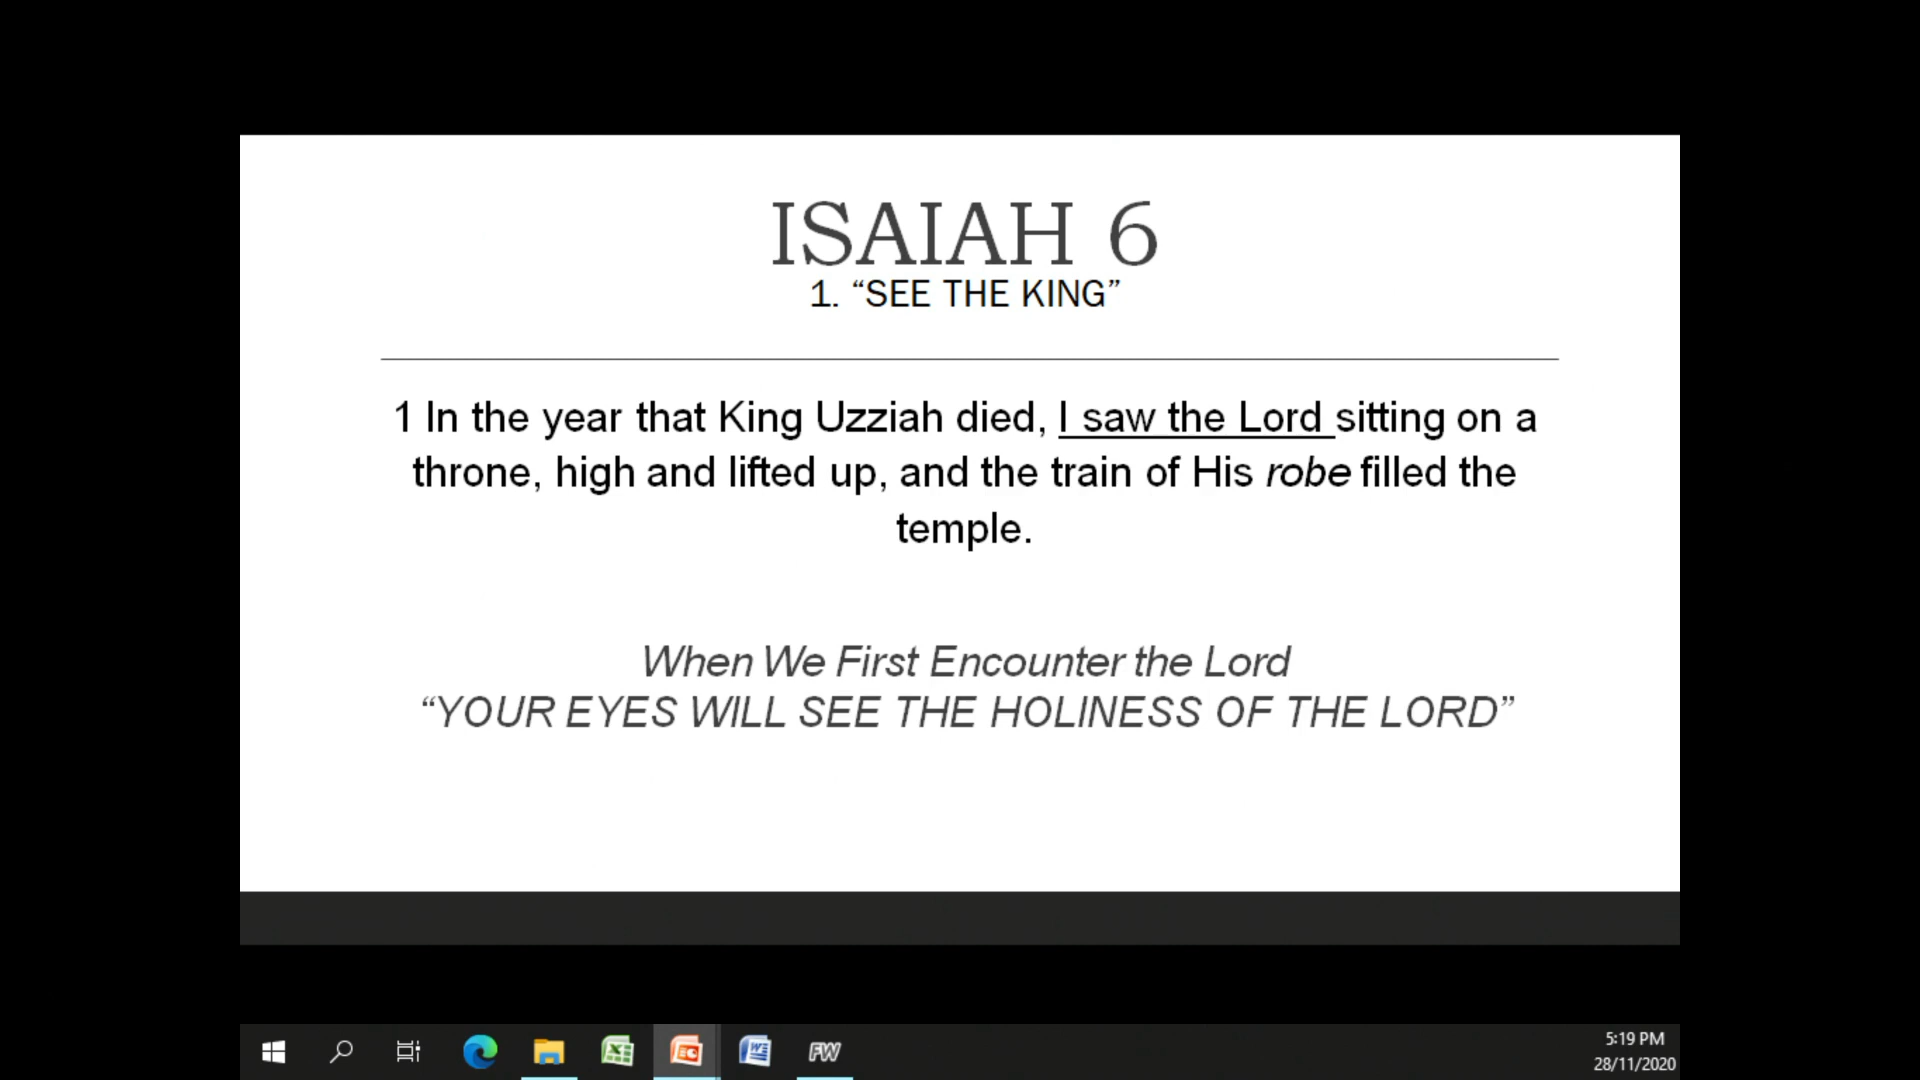 ISAIAH 6
1. “SEE THE KING”
1 In the year that King Uzziah died, I saw the Lord sitting on a
throne, high and lifted up, and the train of His robe filled the
temple.
When We First Encounter the Lord
“YOUR EYES WILL SEE THE HOLINESS OF THE LORD”
FW
5:19 PM
28/11/2020